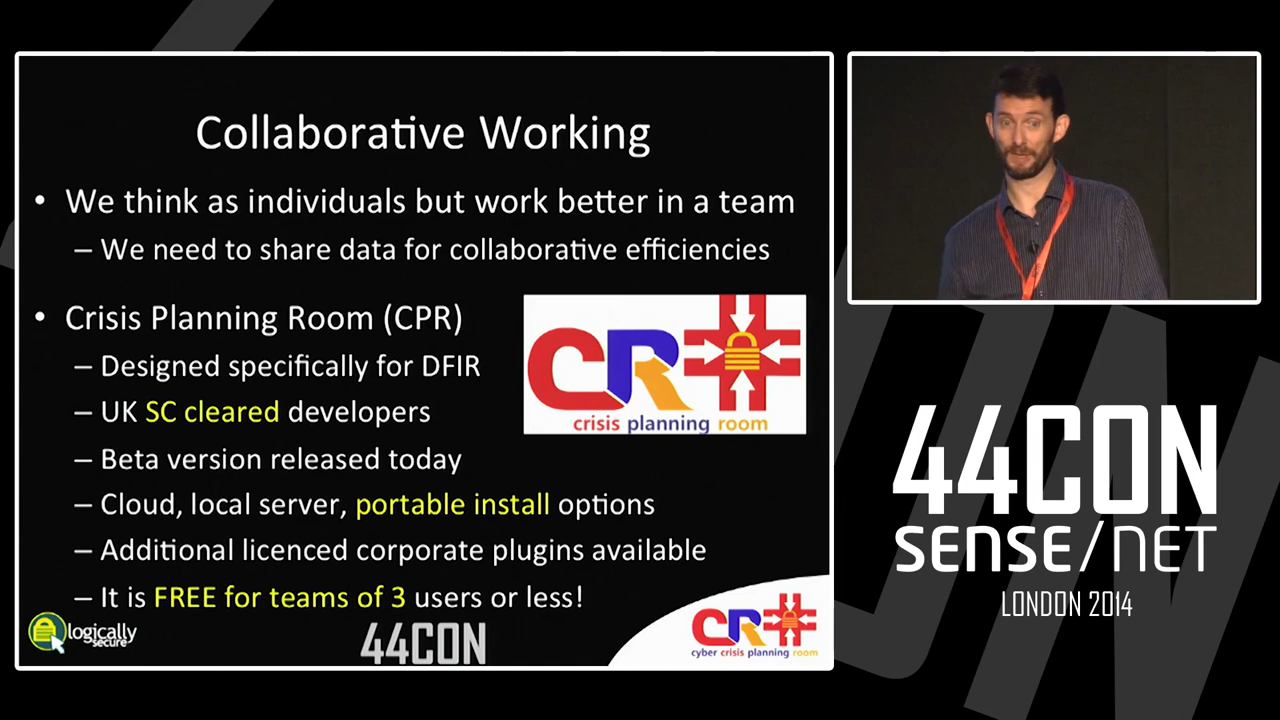 Collaborative Working
• We think as individuals but work better in a team
– We need to share data for collaborative efficiencies
• Crisis Planning Room (CPR)
– Designed specifically for DFIR
– UK SC cleared developers
– Beta version released today
– Cloud, local server, portable install options
– Additional licenced corporate plugins available
– It is FREE for teams of 3 users or less!
CR
crisis planning room
logically
secure
44CON
CR
cyber crisis planning room
44CON
SENSE/NET
LONDON 2014